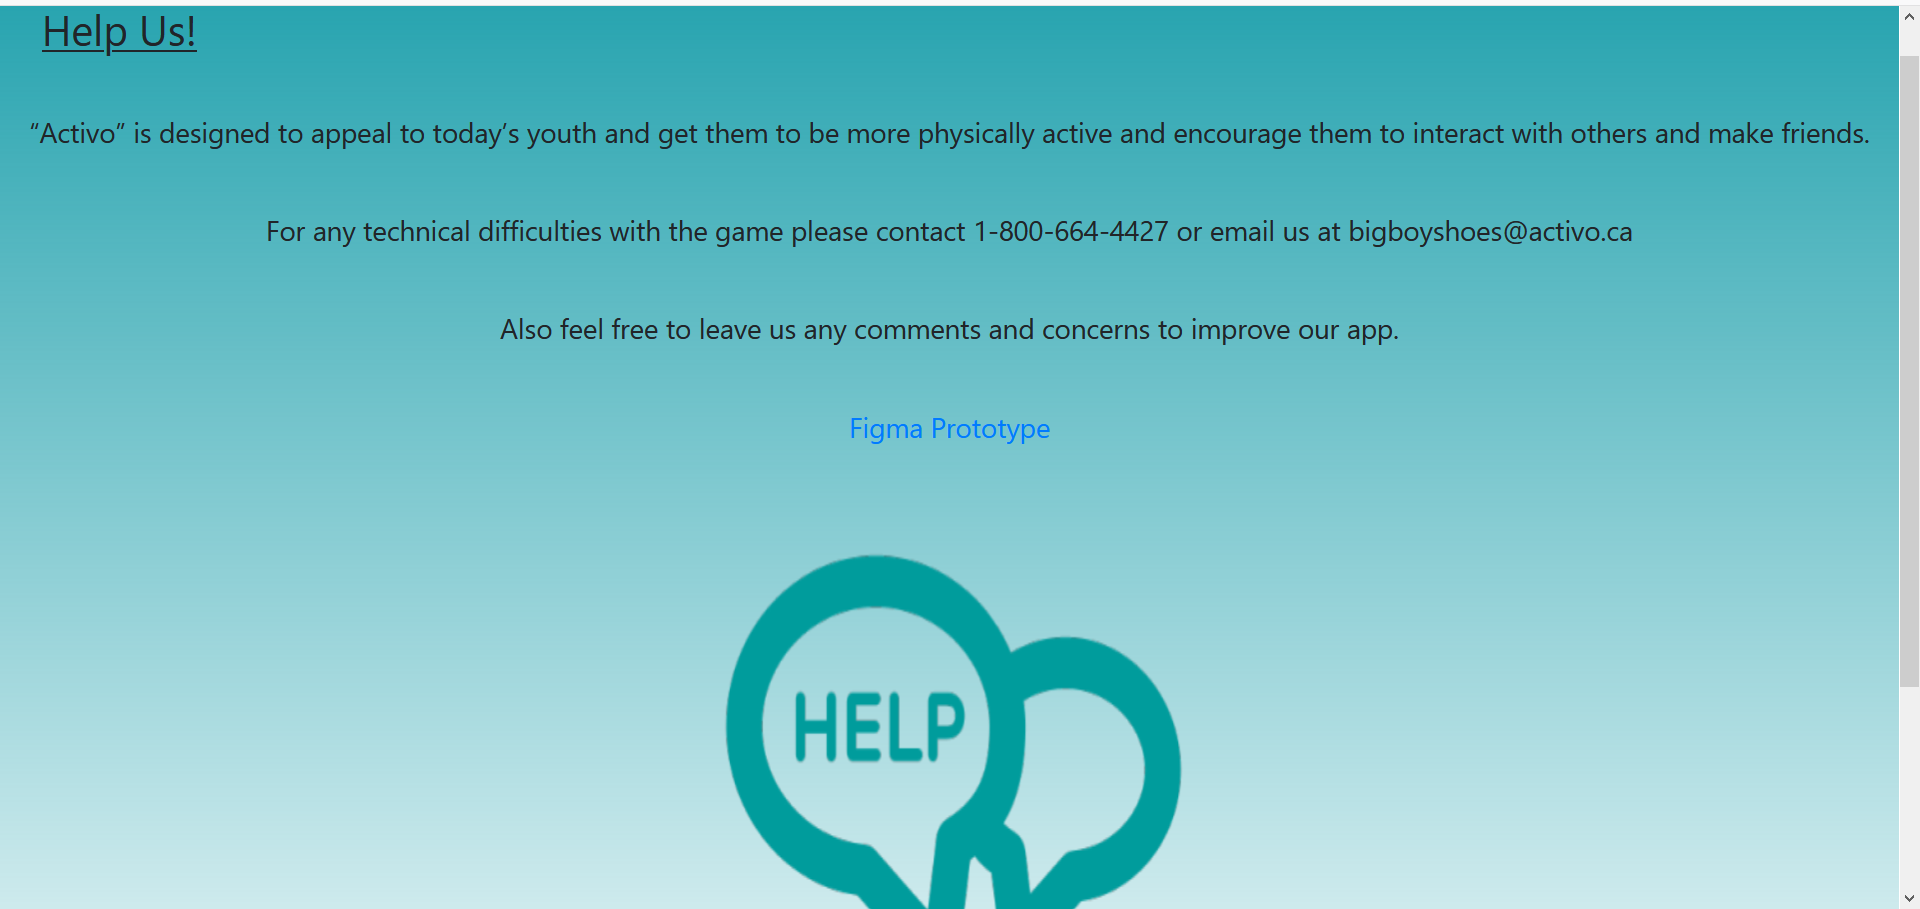 Help Us!
“Activo” is designed to appeal to today’s youth and get them to be more physically active and encourage them to interact with others and make friends.
For any technical difficulties with the game please contact 1-800-664-4427 or email us at bigboyshoes@activo.ca
Also feel free to leave us any comments and concerns to improve our app.
Figma Prototype
HELP